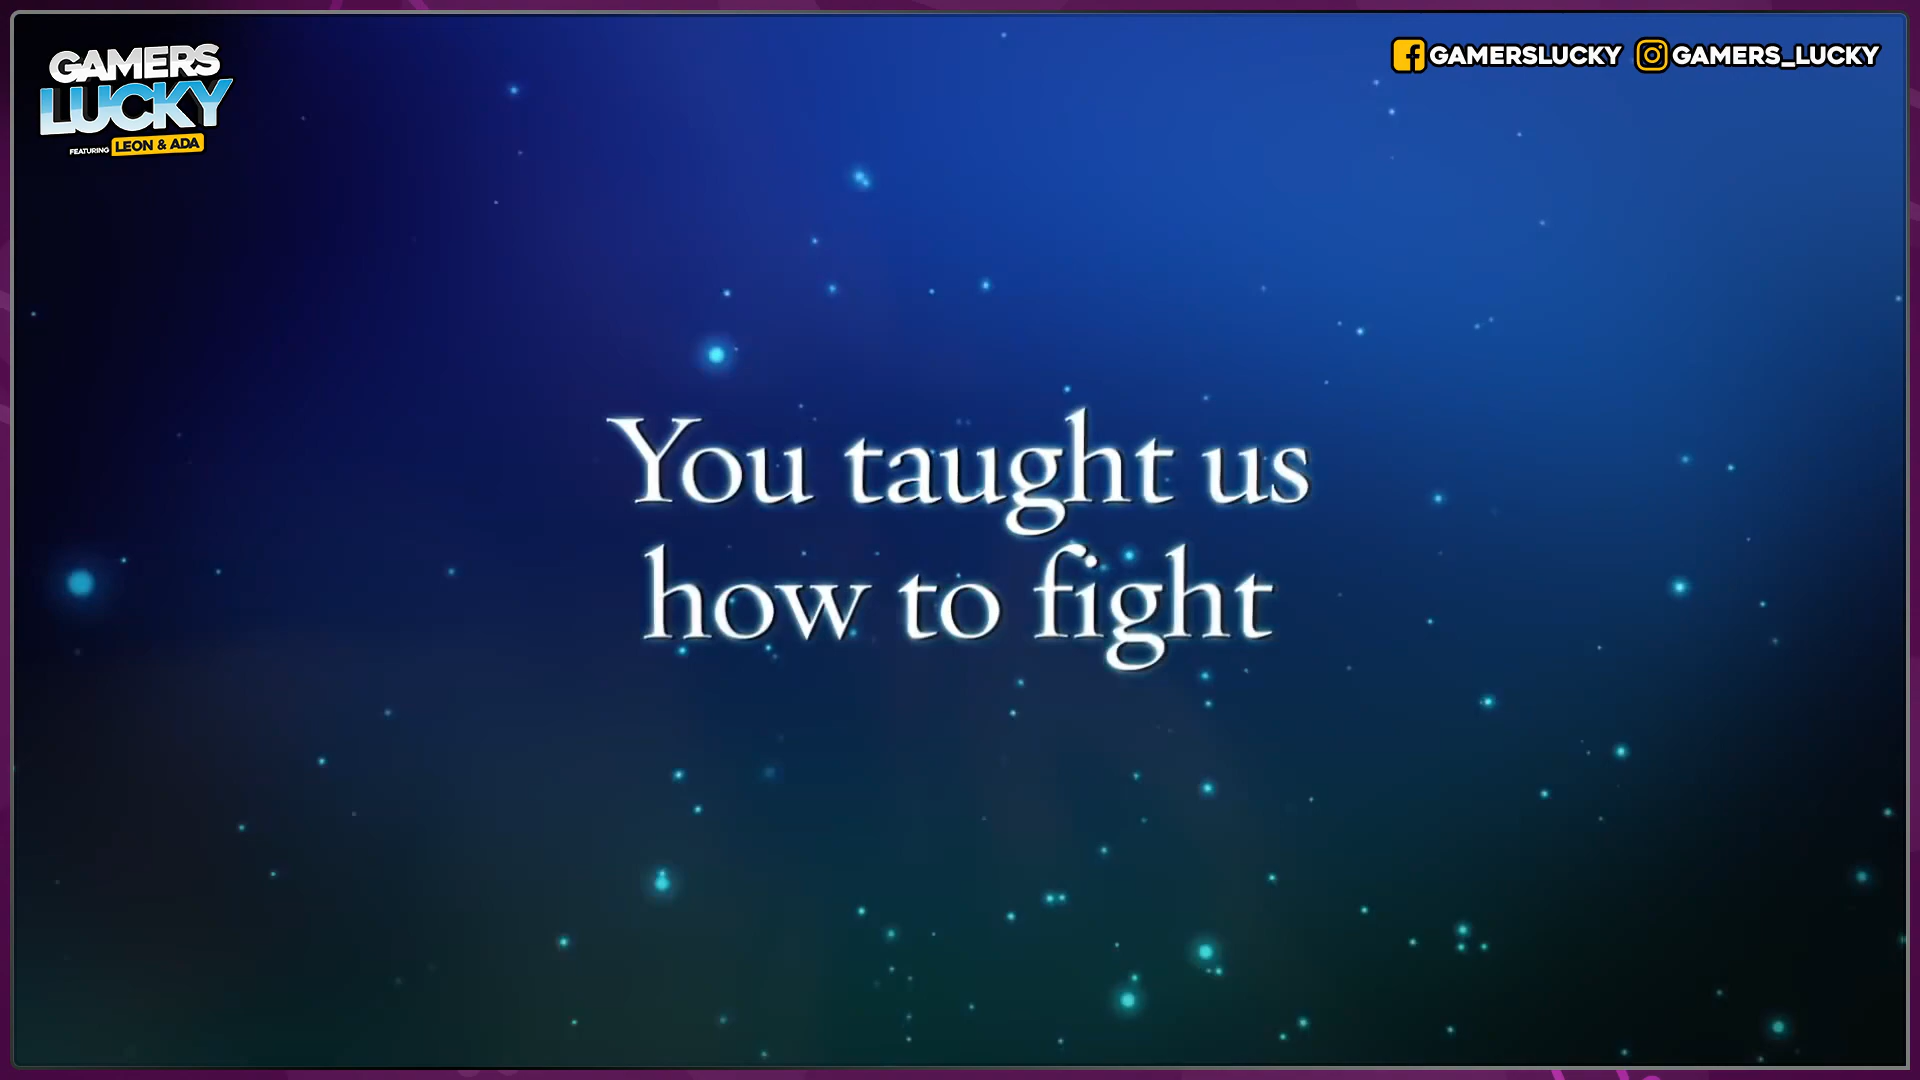 GAMERS
LUCKY
FEATURING LEON & ADA
GAMERSLUCKY GAMERS_LUCKY
You taught us
how to fight